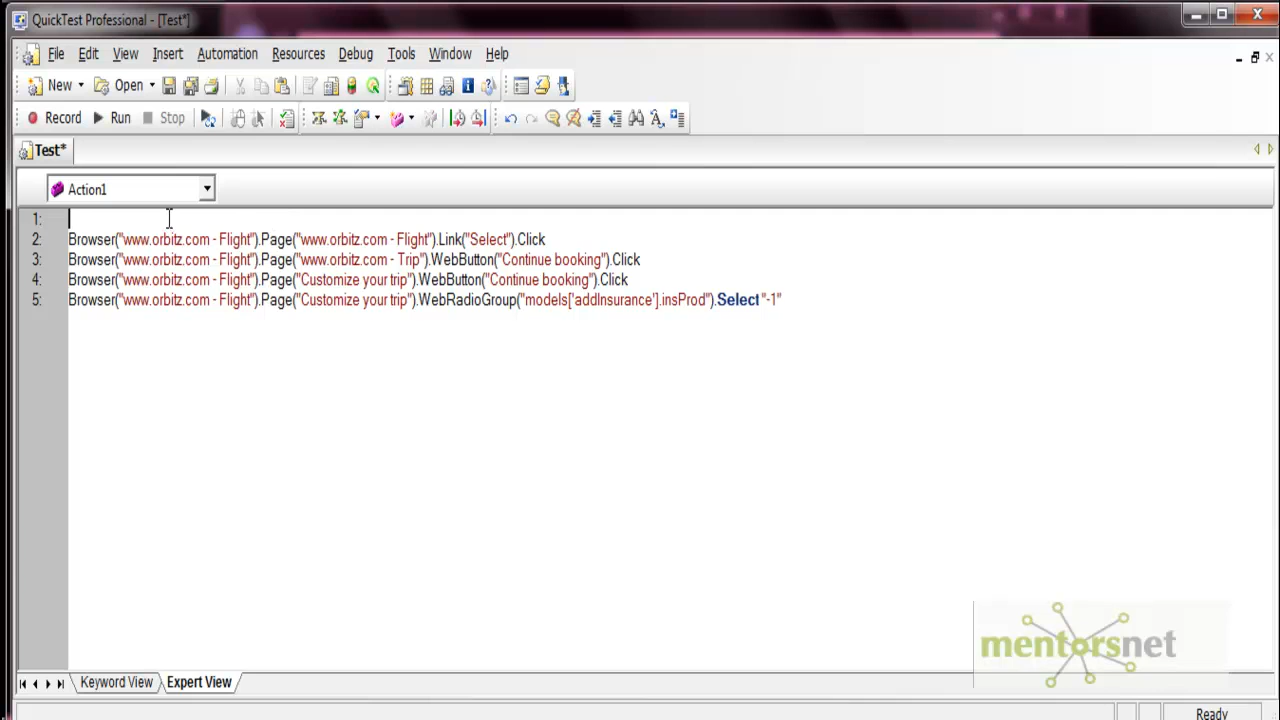 QuickTest Professional - [Test*]
File Edit View Insert Automation Resources Debug Tools Window Help
New Open
Record Run Stop
Test*
Action1
1:
2: Browser("www.orbitz.com - Flight").Page("www.orbitz.com - Flight").Link("Select").Click
3: Browser("www.orbitz.com - Flight").Page("www.orbitz.com - Trip").WebButton("Continue booking").Click
4: Browser("www.orbitz.com - Flight").Page("Customize your trip").WebButton("Continue booking").Click
5: Browser("www.orbitz.com - Flight").Page("Customize your trip").WebRadioGroup("models['addInsurance'].insProd").Select "-1"
mentorsnet
Keyword View Expert View
Ready